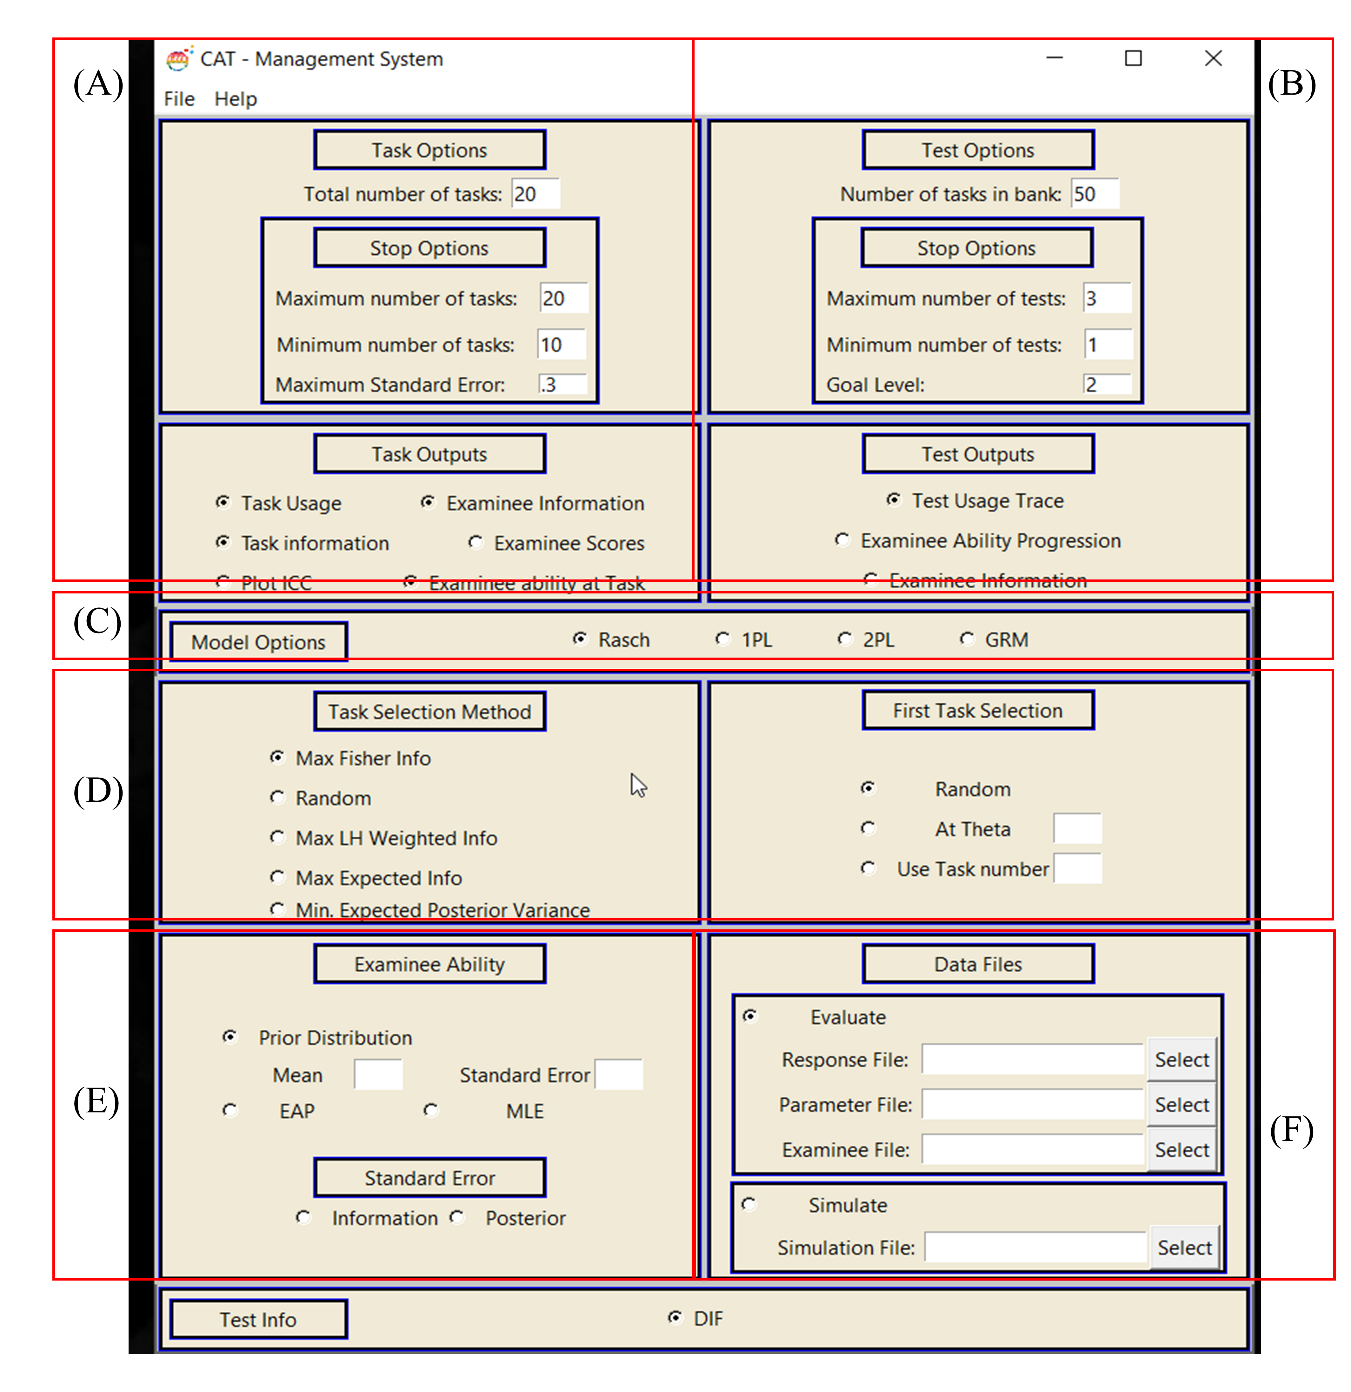 CAT - Management System
File Help
(A)
(B)
Task Options
Total number of tasks: 20
Stop Options
Maximum number of tasks: 20
Minimum number of tasks: 10
Maximum Standard Error: .3
Test Options
Number of tasks in bank: 50
Stop Options
Maximum number of tests: 3
Minimum number of tests: 1
Goal Level: 2
Task Outputs
Task Usage Examinee Information
Task information Examinee Scores
Plot ICC Examinee ability at Task
Test Outputs
Test Usage Trace
Examinee Ability Progression
Examinee Information
(C)
Model Options Rasch 1PL 2PL GRM
(D)
Task Selection Method
Max Fisher Info
Random
Max LH Weighted Info
Max Expected Info
Min. Expected Posterior Variance
First Task Selection
Random
At Theta
Use Task number
(E)
Examinee Ability
Prior Distribution
Mean Standard Error
EAP MLE
Standard Error
Information Posterior
(F)
Data Files
Evaluate
Response File: Select
Parameter File: Select
Examinee File: Select
Simulate
Simulation File: Select
Test Info DIF